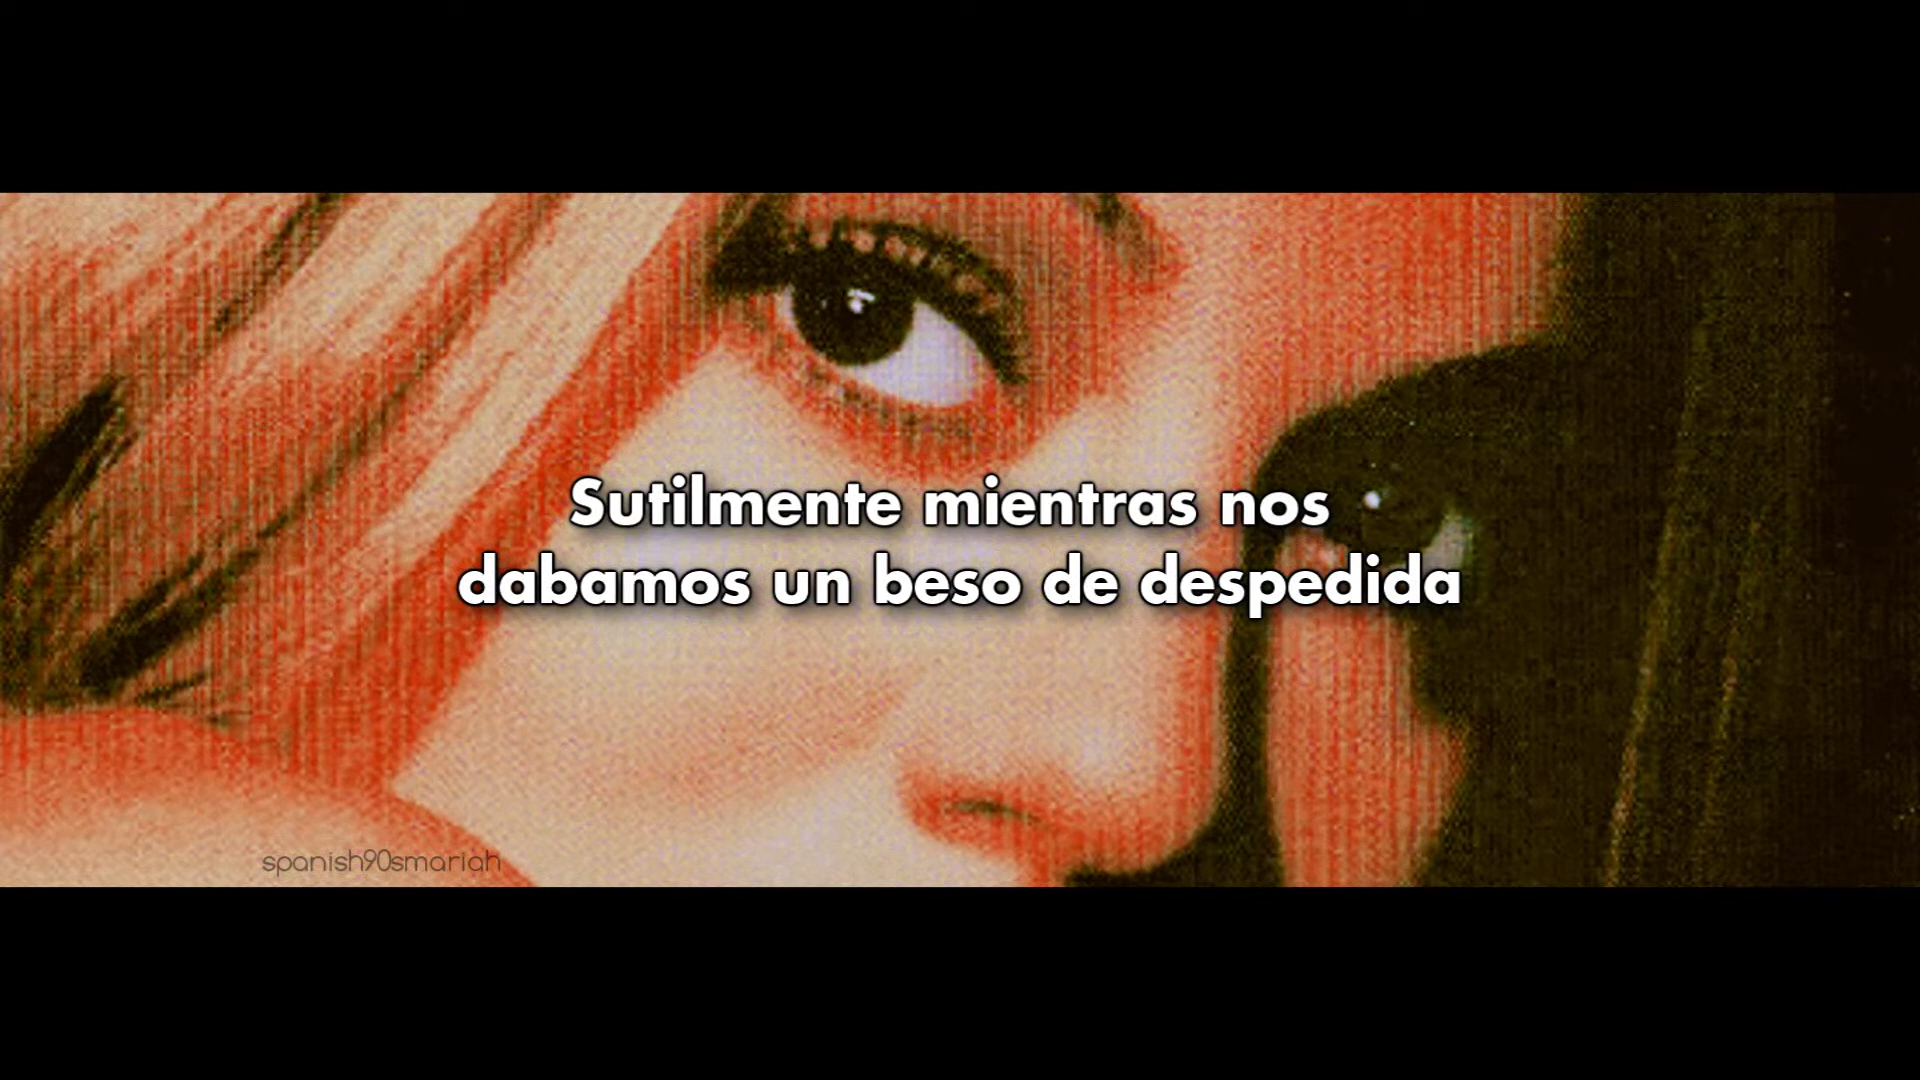 Sutilmente mientras nos
dabamos un beso de despedida
spanish90smariah